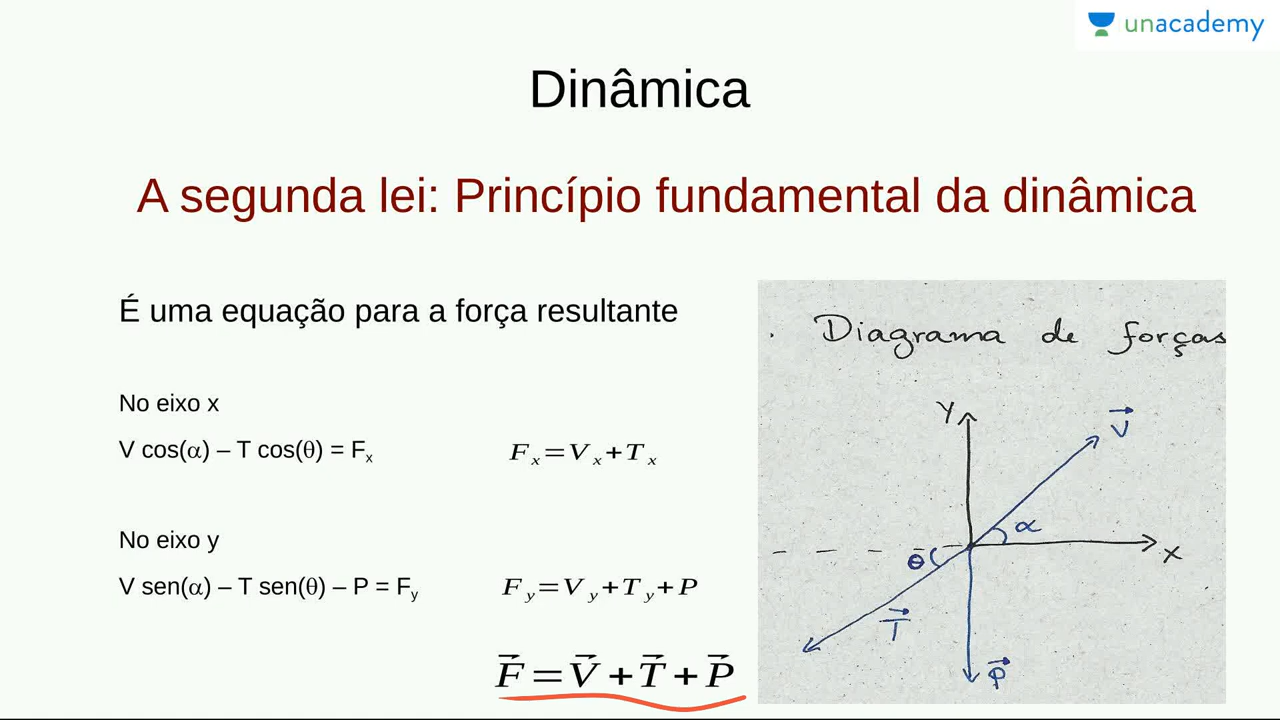 unacademy
Dinâmica
A segunda lei: Princípio fundamental da dinâmica
É uma equação para a força resultante
No eixo x
V cos(α) – T cos(θ) = Fx
Fx=Vx+Tx
No eixo y
V sen(α) – T sen(θ) – P = Fy
Fy=Vy+Ty+P
F⃗=V⃗+T⃗+P⃗
. Diagrama de forças
Y
V⃗
α
X
θ
T⃗
P⃗